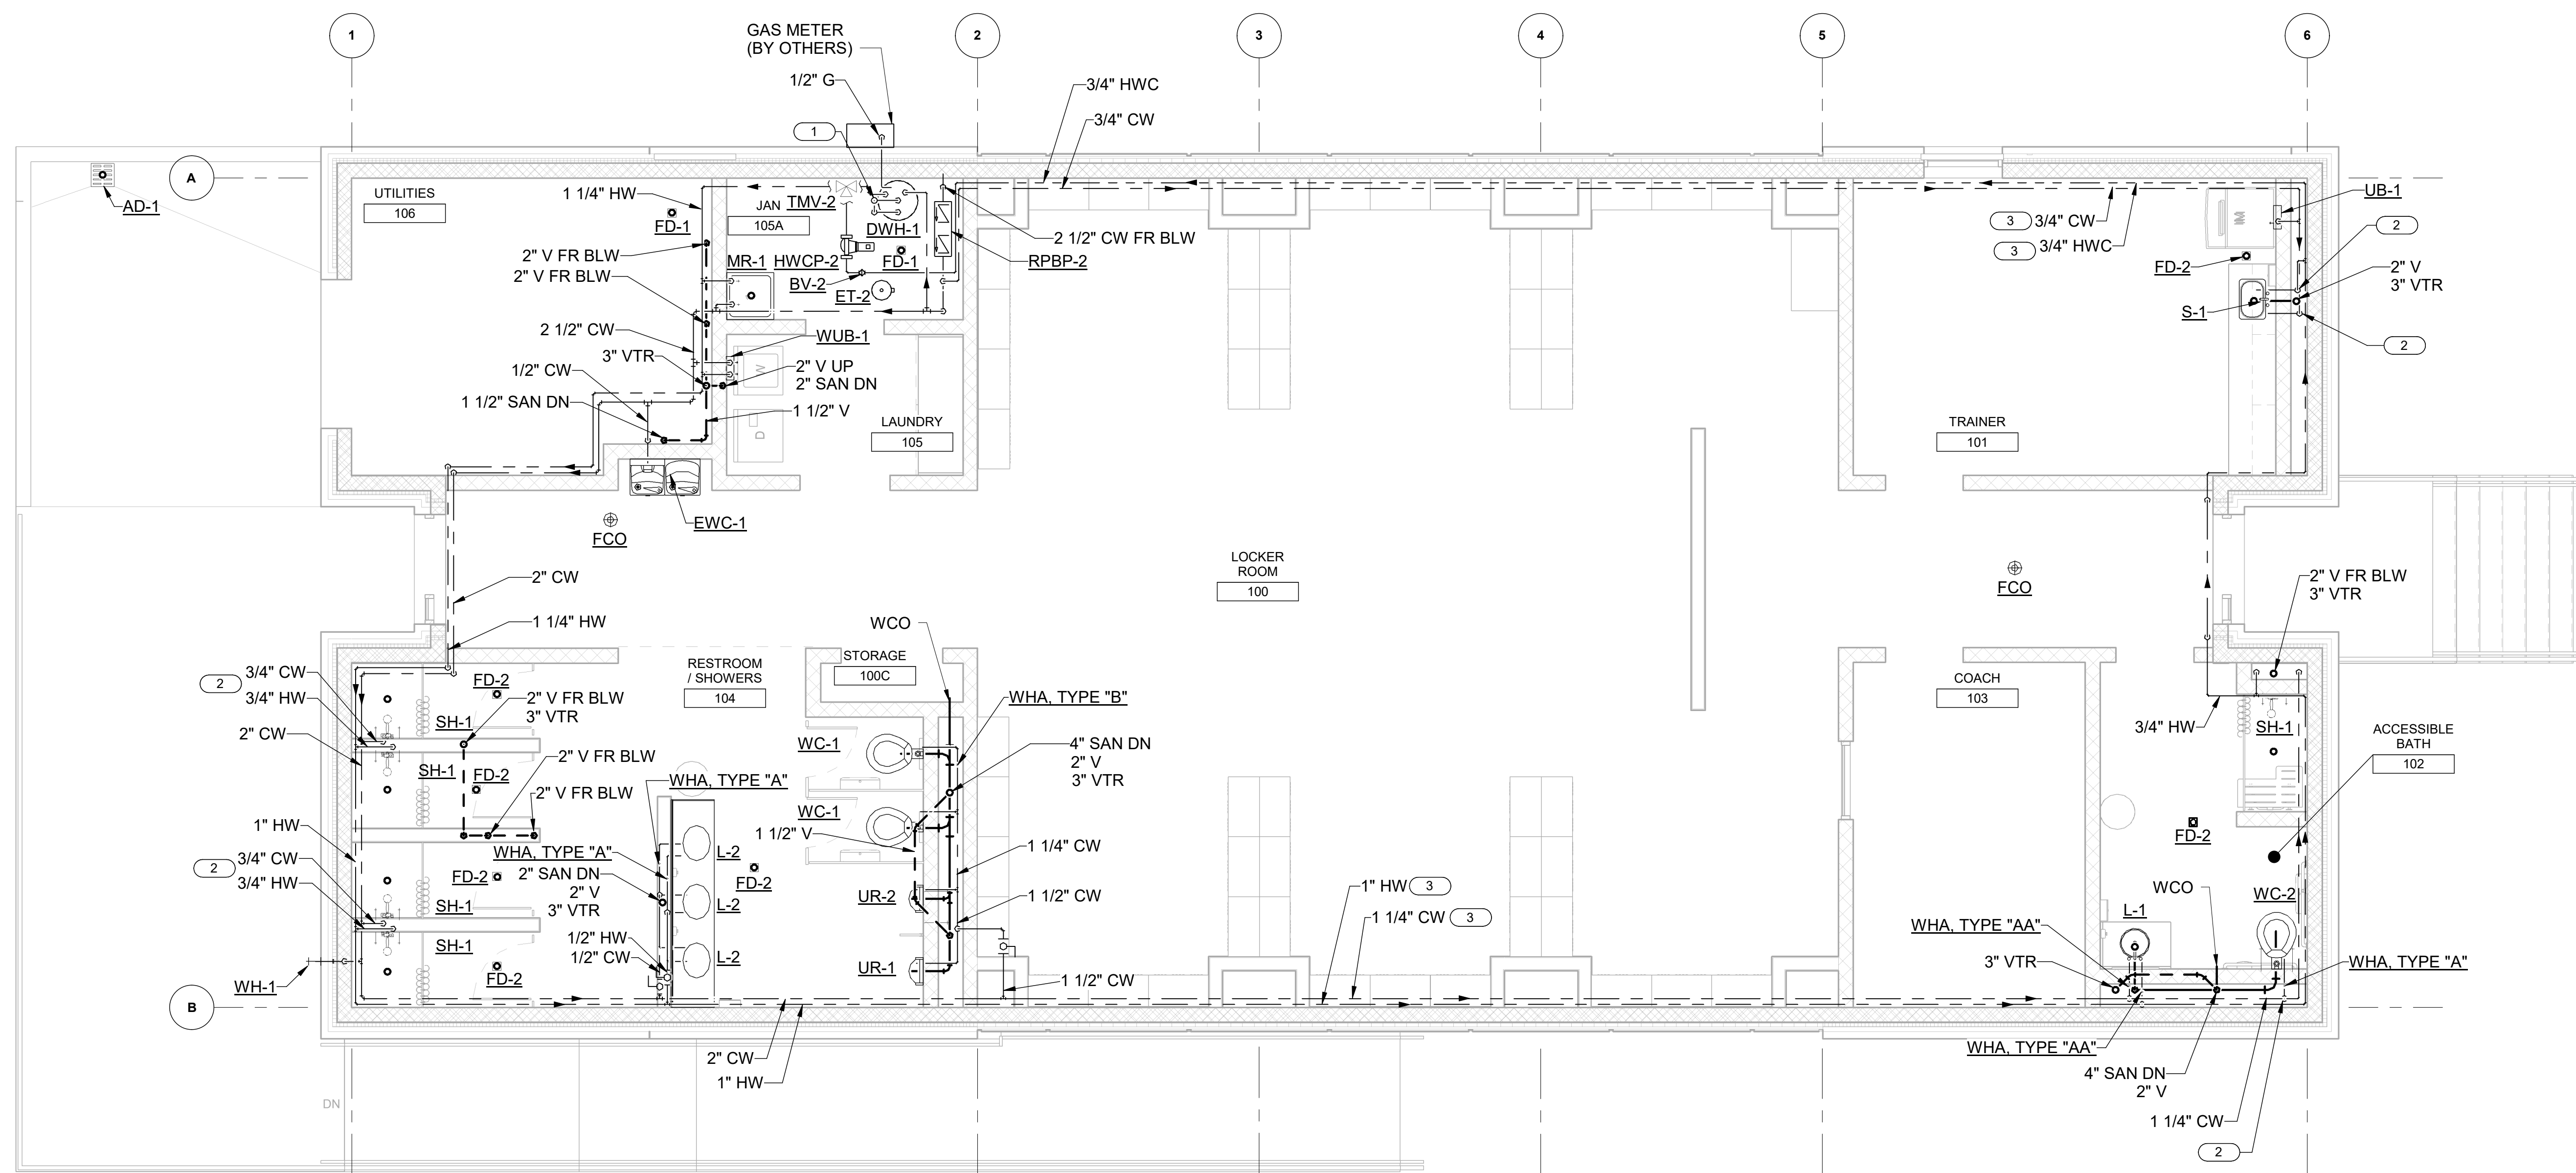 1
2
3
4
5
6
GAS METER
(BY OTHERS)
1/2" G
1
3/4" HWC
3/4" CW
A
AD-1
UTILITIES
106
1 1/4" HW
FD-1
JAN
105A
TMV-2
DWH-1
2 1/2" CW FR BLW
RPBP-2
2" V FR BLW
2" V FR BLW
MR-1
HWCP-2
FD-1
BV-2
ET-2
2 1/2" CW
WUB-1
3" VTR
1/2" CW
2" V UP
2" SAN DN
1 1/2" SAN DN
1 1/2" V
W
D
LAUNDRY
105
EWC-1
FCO
3
3/4" CW
3
3/4" HWC
UB-1
2
FD-2
2" V
3" VTR
S-1
2
TRAINER
101
2" CW
1 1/4" HW
LOCKER
ROOM
100
FCO
2" V FR BLW
3" VTR
WCO
RESTROOM
/ SHOWERS
104
STORAGE
100C
WHA, TYPE "B"
COACH
103
3/4" HW
SH-1
ACCESSIBLE
BATH
102
2
3/4" CW
3/4" HW
2" CW
FD-2
SH-1
2" V FR BLW
3" VTR
SH-1
FD-2
2" V FR BLW
2" V FR BLW
WC-1
4" SAN DN
2" V
3" VTR
WHA, TYPE "A"
WC-1
1 1/2" V
1" HW
2
3/4" CW
3/4" HW
WHA, TYPE "A"
2" SAN DN
2" V
3" VTR
FD-2
SH-1
SH-1
FD-2
L-2
L-2
L-2
FD-2
1/2" HW
1/2" CW
UR-2
UR-1
1 1/4" CW
1 1/2" CW
1 1/2" CW
1" HW
3
1 1/4" CW
3
FD-2
WCO
WC-2
L-1
WHA, TYPE "AA"
3" VTR
WHA, TYPE "A"
WH-1
B
2" CW
1" HW
WHA, TYPE "AA"
4" SAN DN
2" V
1 1/4" CW
2
DN